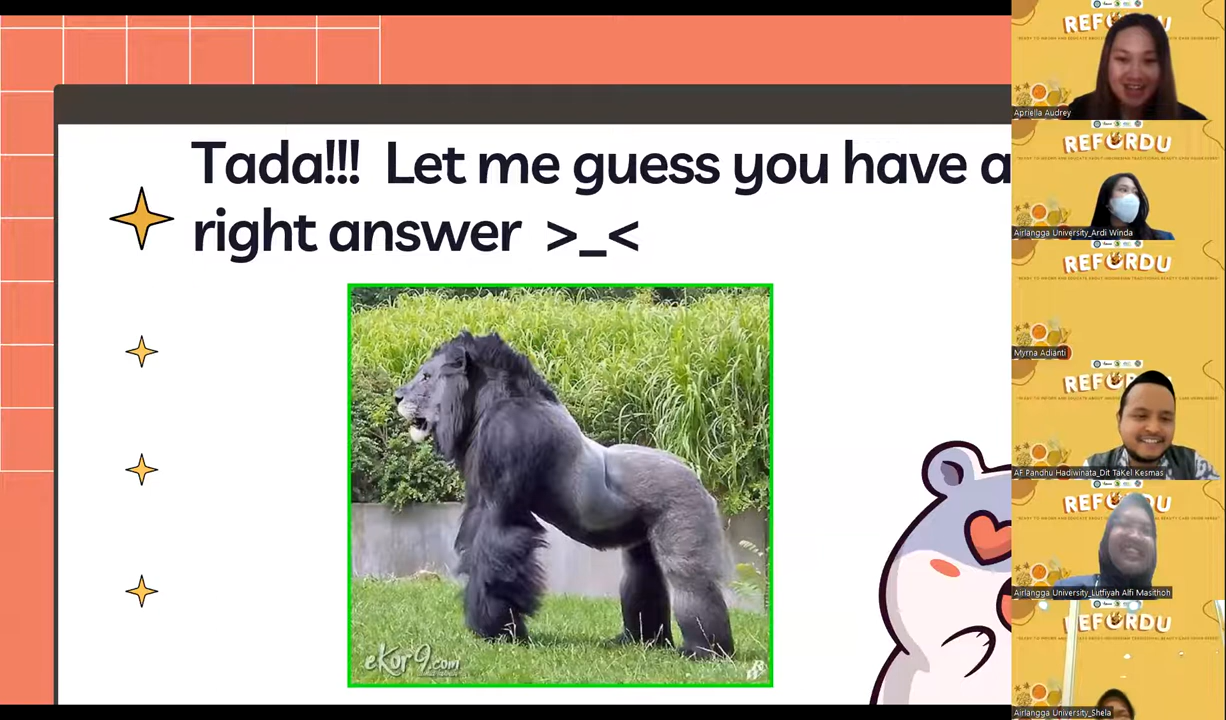 Tada!!! Let me guess you have a
right answer >_<
eKor9.com
REFORDU
Apriella Audrey
REFORDU
Airlangga University_Ardi Winda
REFORDU
Myrna Adianti
REFORDU
AF Pandhu Hadiwinata_Dit TaKel Kesmas
REFORDU
Airlangga University_Lutfiyah Alfi Masithoh
REFORDU
Airlangga University_Shela